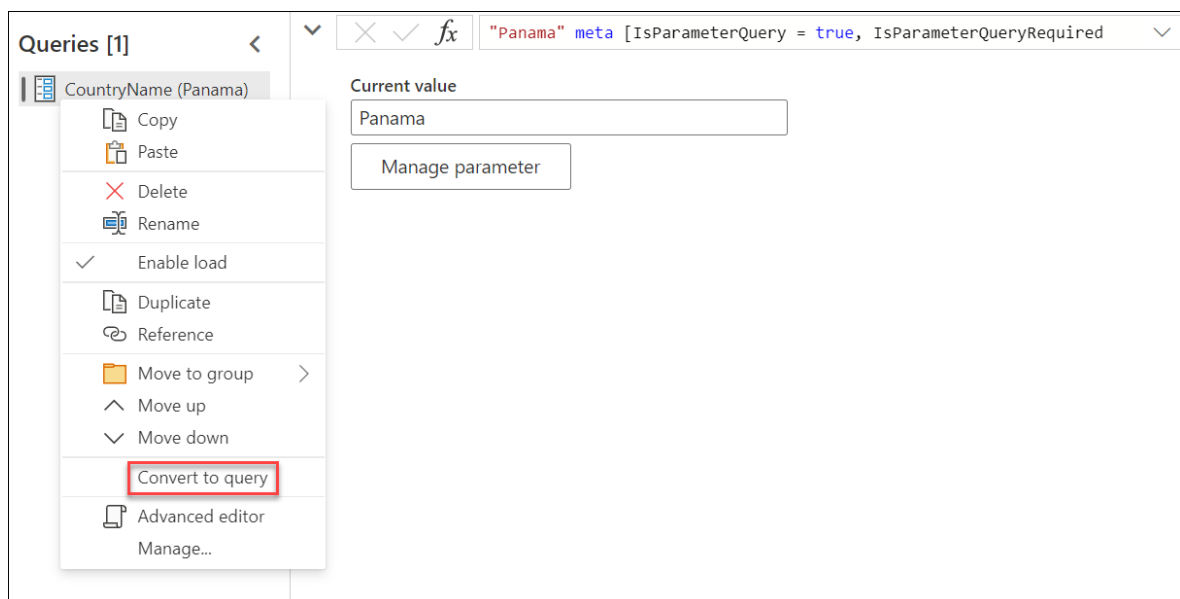 Queries [1]
CountryName (Panama)
Copy
Paste
Delete
Rename
Enable load
Duplicate
Reference
Move to group
Move up
Move down
Convert to query
Advanced editor
Manage...
fx
"Panama" meta [IsParameterQuery = true, IsParameterQueryRequired
Current value
Panama
Manage parameter